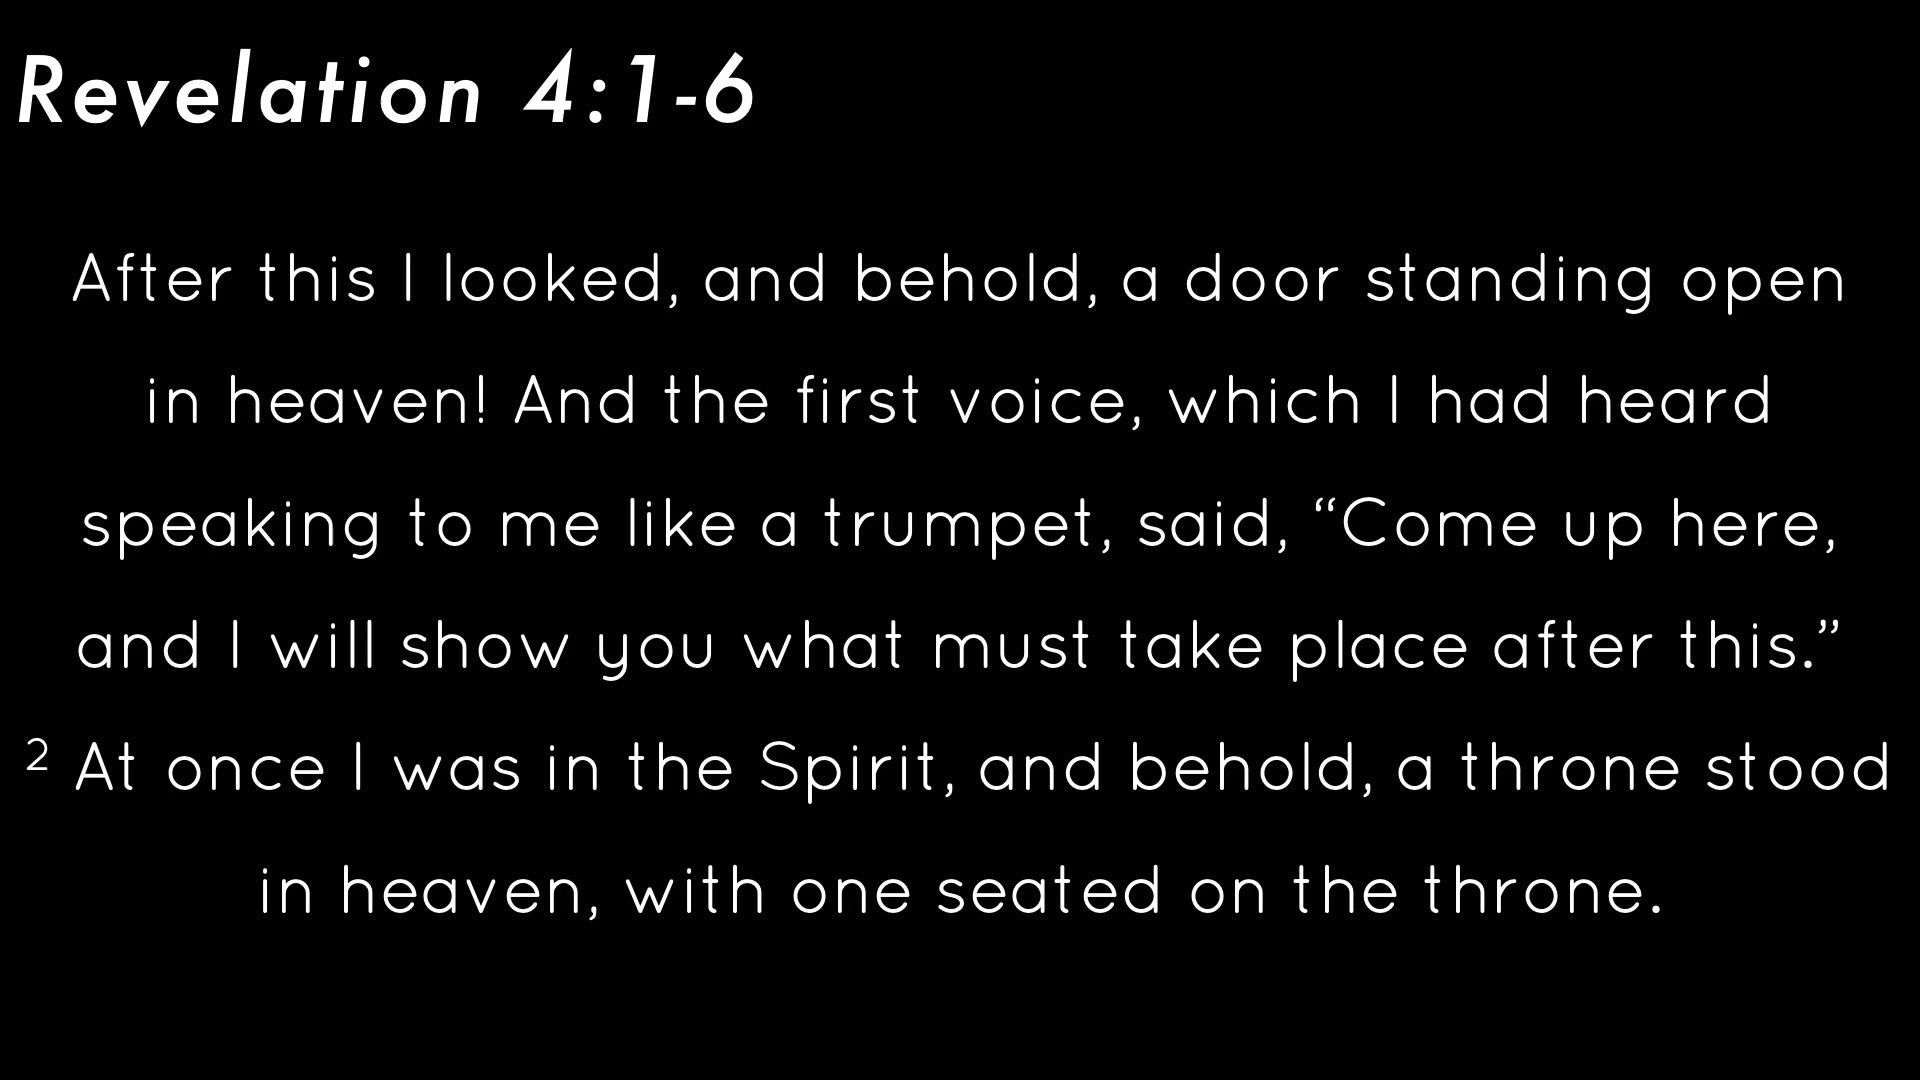 Revelation 4:1-6
After this I looked, and behold, a door standing open
in heaven! And the first voice, which I had heard
speaking to me like a trumpet, said, “Come up here,
and I will show you what must take place after this.”
2 At once I was in the Spirit, and behold, a throne stood
in heaven, with one seated on the throne.